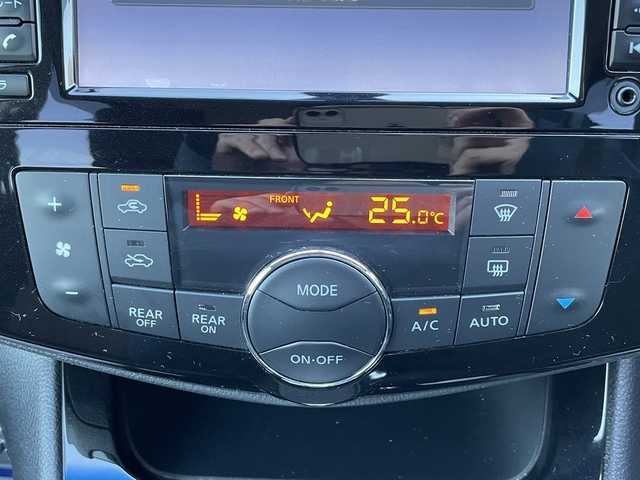 FRONT
25.0℃
+
−
REAR OFF
REAR ON
MODE
ON·OFF
A/C
AUTO